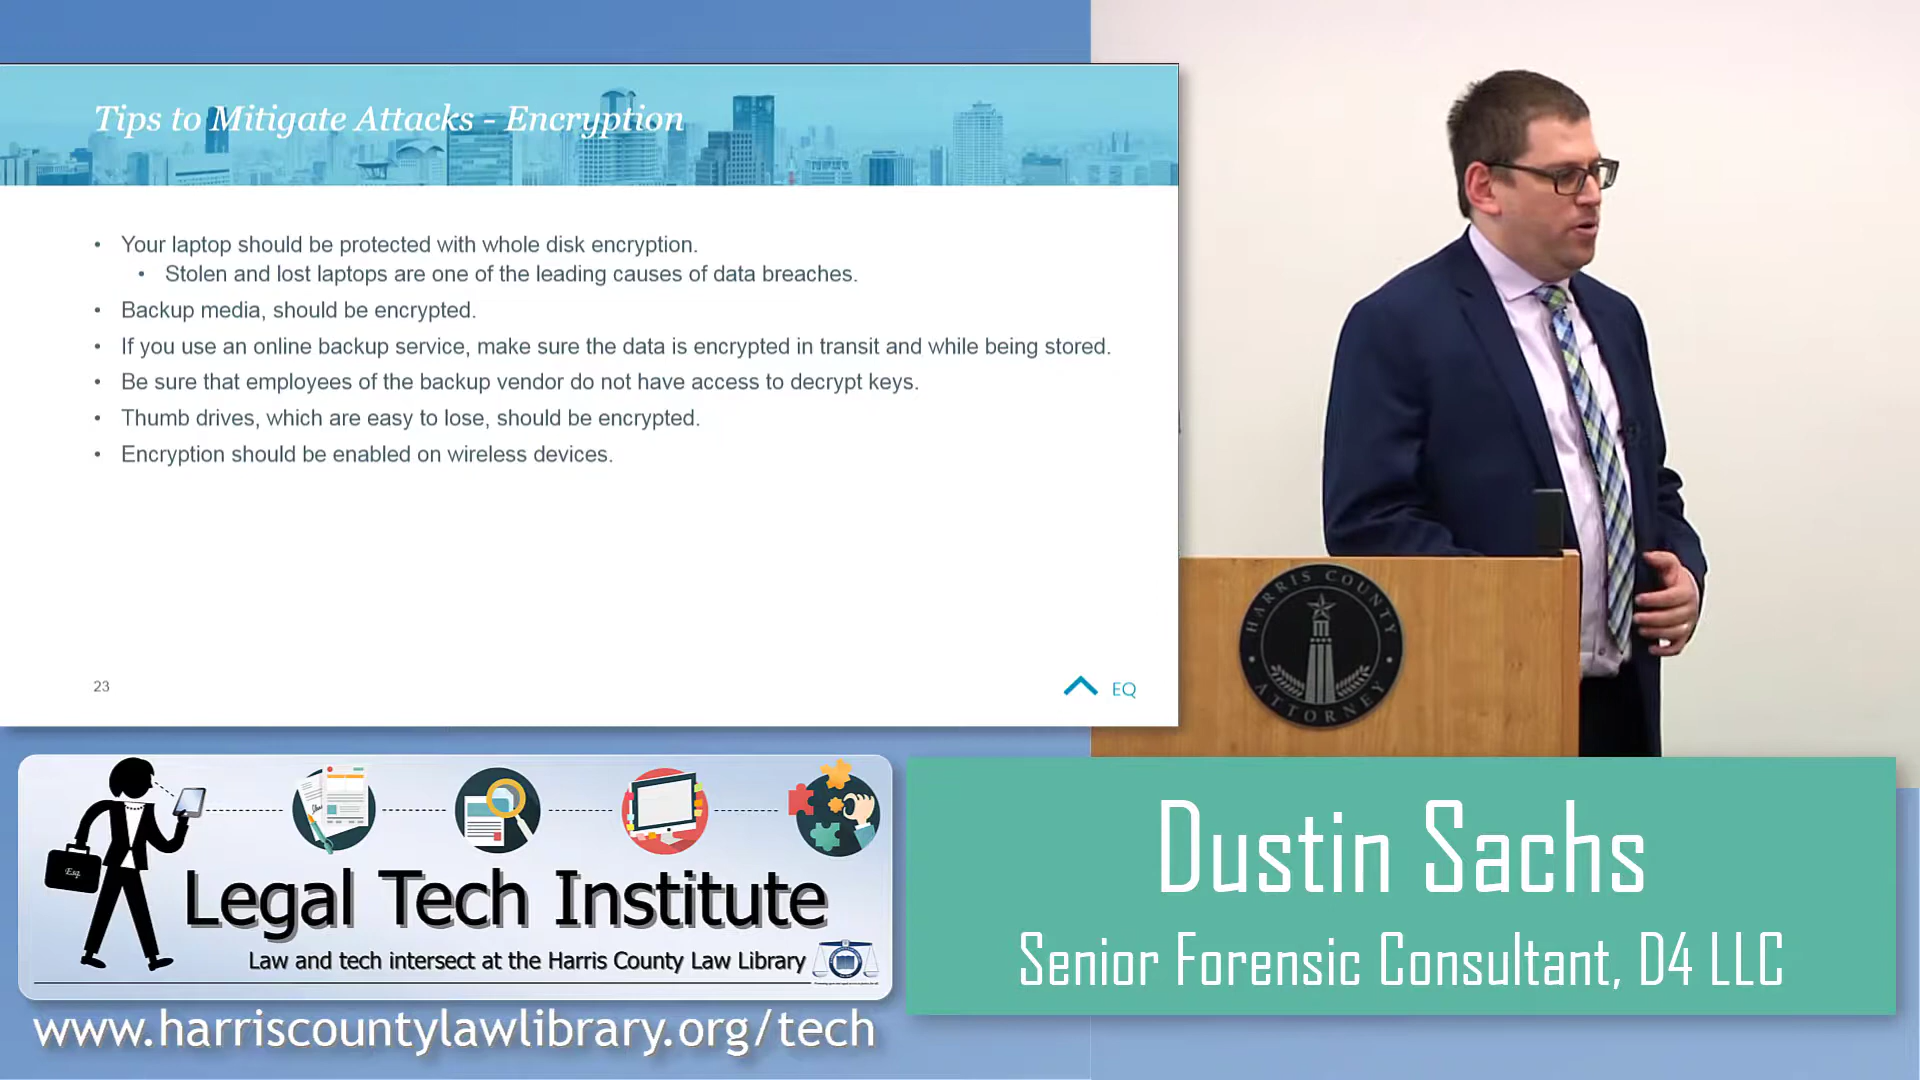 Tips to Mitigate Attacks - Encryption
• Your laptop should be protected with whole disk encryption.
• Stolen and lost laptops are one of the leading causes of data breaches.
• Backup media, should be encrypted.
• If you use an online backup service, make sure the data is encrypted in transit and while being stored.
• Be sure that employees of the backup vendor do not have access to decrypt keys.
• Thumb drives, which are easy to lose, should be encrypted.
• Encryption should be enabled on wireless devices.
23
EQ
HARRIS COUNTY
ATTORNEY
Esq.
Legal Tech Institute
Law and tech intersect at the Harris County Law Library
www.harriscountylawlibrary.org/tech
Dustin Sachs
Senior Forensic Consultant, D4 LLC